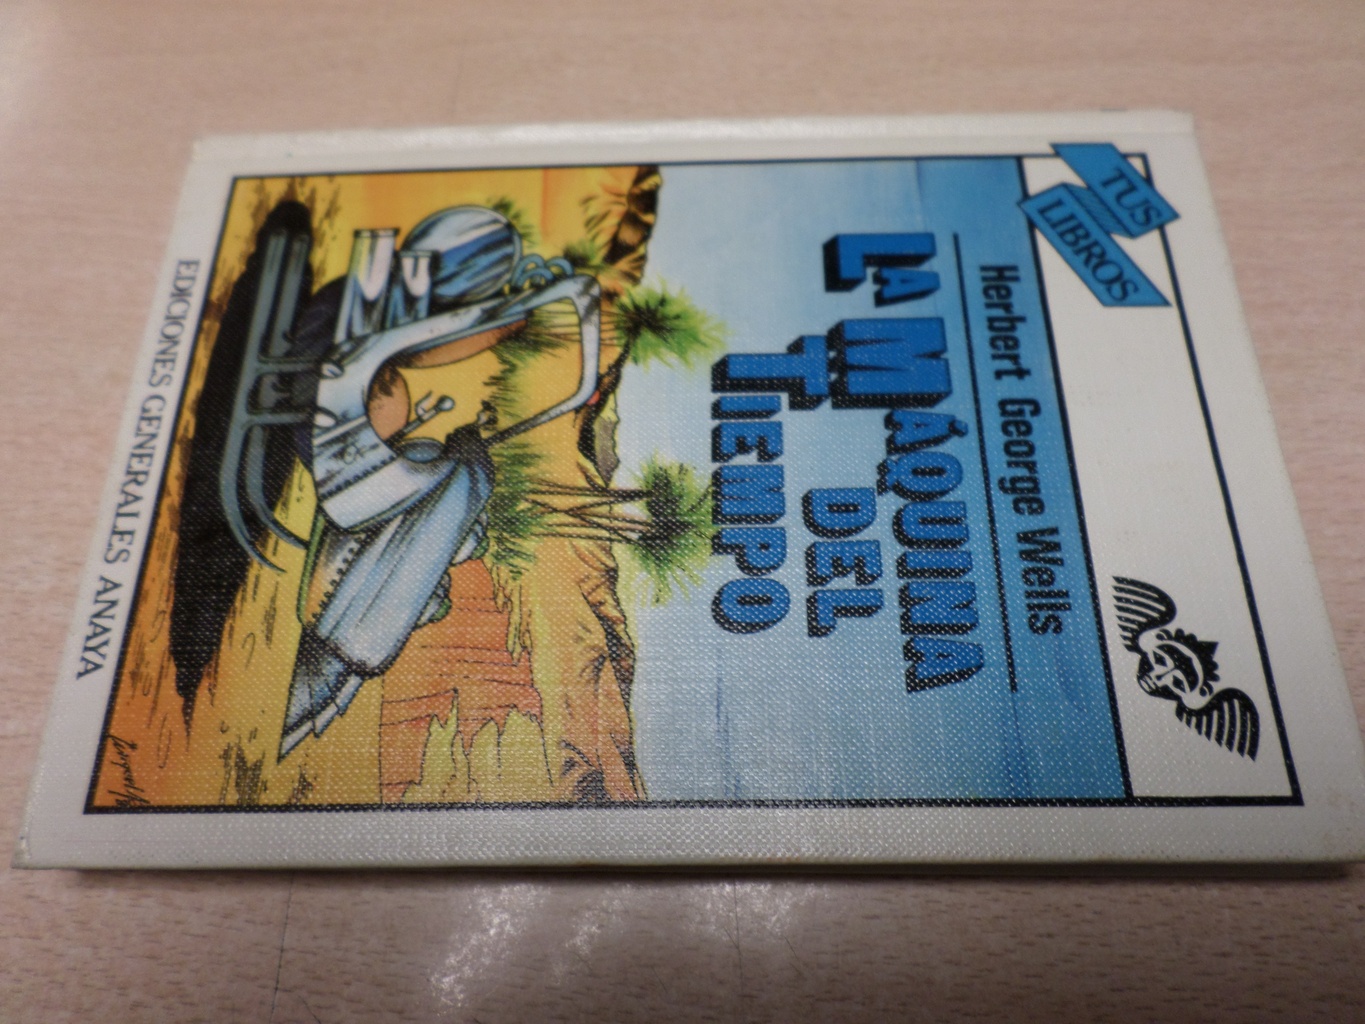 TUS
LIBROS
Herbert George Wells
LA MÁQUINA
DEL
TIEMPO
EDICIONES GENERALES ANAYA